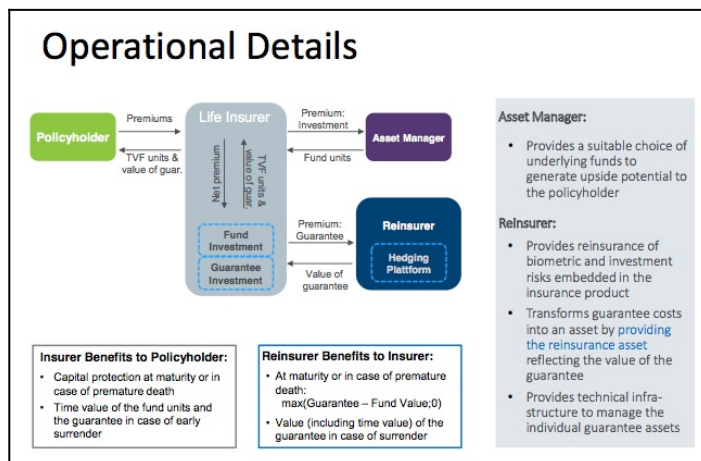 Operational Details
Policyholder
Premiums
TVF units &
value of guar.
Life Insurer
Net premium
TVF units &
value of guar.
Fund
Investment
Guarantee
Investment
Premium:
Investment
Fund units
Asset Manager
Premium:
Guarantee
Value of
guarantee
Reinsurer
Hedging
Plattform
Asset Manager:
• Provides a suitable choice of
underlying funds to
generate upside potential to
the policyholder
Reinsurer:
• Provides reinsurance of
biometric and investment
risks embedded in the
insurance product
• Transforms guarantee costs
into an asset by providing
the reinsurance asset
reflecting the value of the
guarantee
• Provides technical infra-
structure to manage the
individual guarantee assets
Insurer Benefits to Policyholder:
• Capital protection at maturity or in
case of premature death
• Time value of the fund units and
the guarantee in case of early
surrender
Reinsurer Benefits to Insurer:
• At maturity or in case of premature
death:
max(Guarantee – Fund Value;0)
• Value (including time value) of the
guarantee in case of surrender